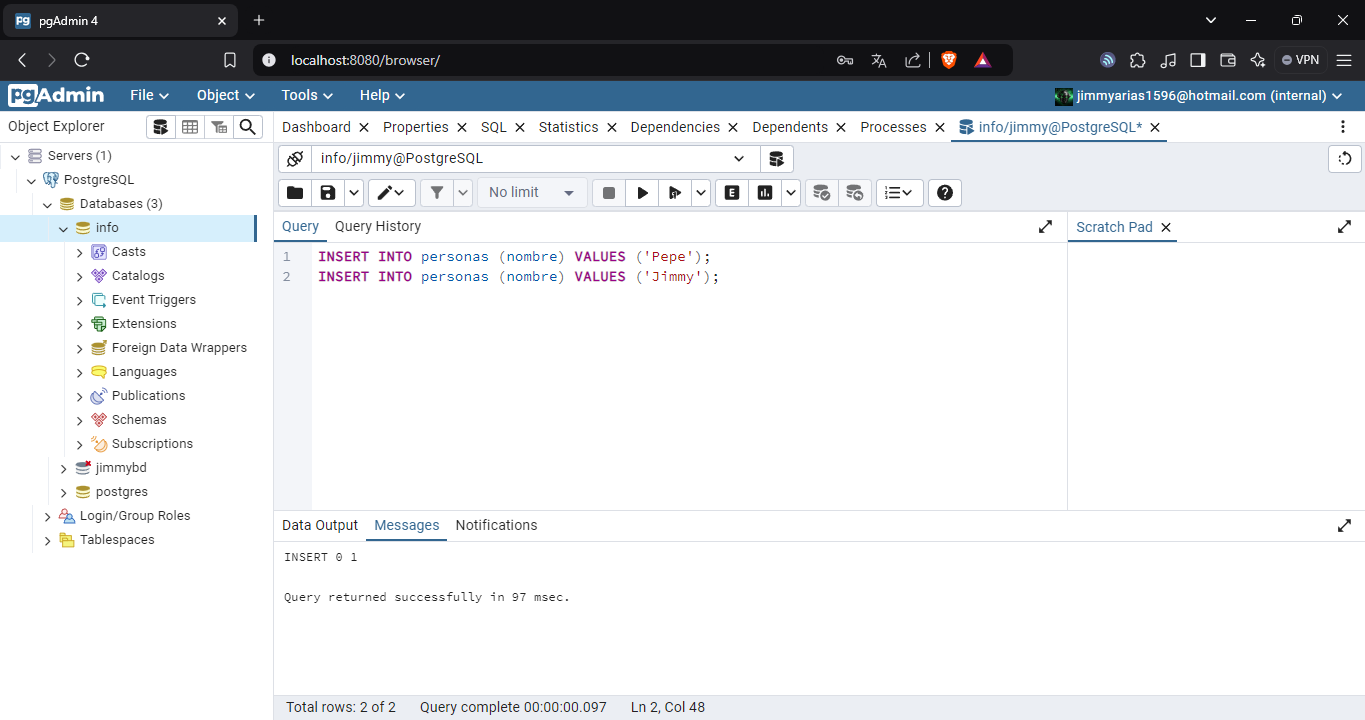 pgAdmin 4
localhost:8080/browser/
VPN
pgAdmin File Object Tools Help jimmyarias1596@hotmail.com (internal)
Object Explorer
Dashboard Properties SQL Statistics Dependencies Dependents Processes info/jimmy@PostgreSQL*
Servers (1)
PostgreSQL
Databases (3)
info
Casts
Catalogs
Event Triggers
Extensions
Foreign Data Wrappers
Languages
Publications
Schemas
Subscriptions
jimmybd
postgres
Login/Group Roles
Tablespaces
info/jimmy@PostgreSQL
No limit
E
Query Query History
Scratch Pad
1 INSERT INTO personas (nombre) VALUES ('Pepe');
2 INSERT INTO personas (nombre) VALUES ('Jimmy');
Data Output Messages Notifications
INSERT 0 1
Query returned successfully in 97 msec.
Total rows: 2 of 2 Query complete 00:00:00.097 Ln 2, Col 48